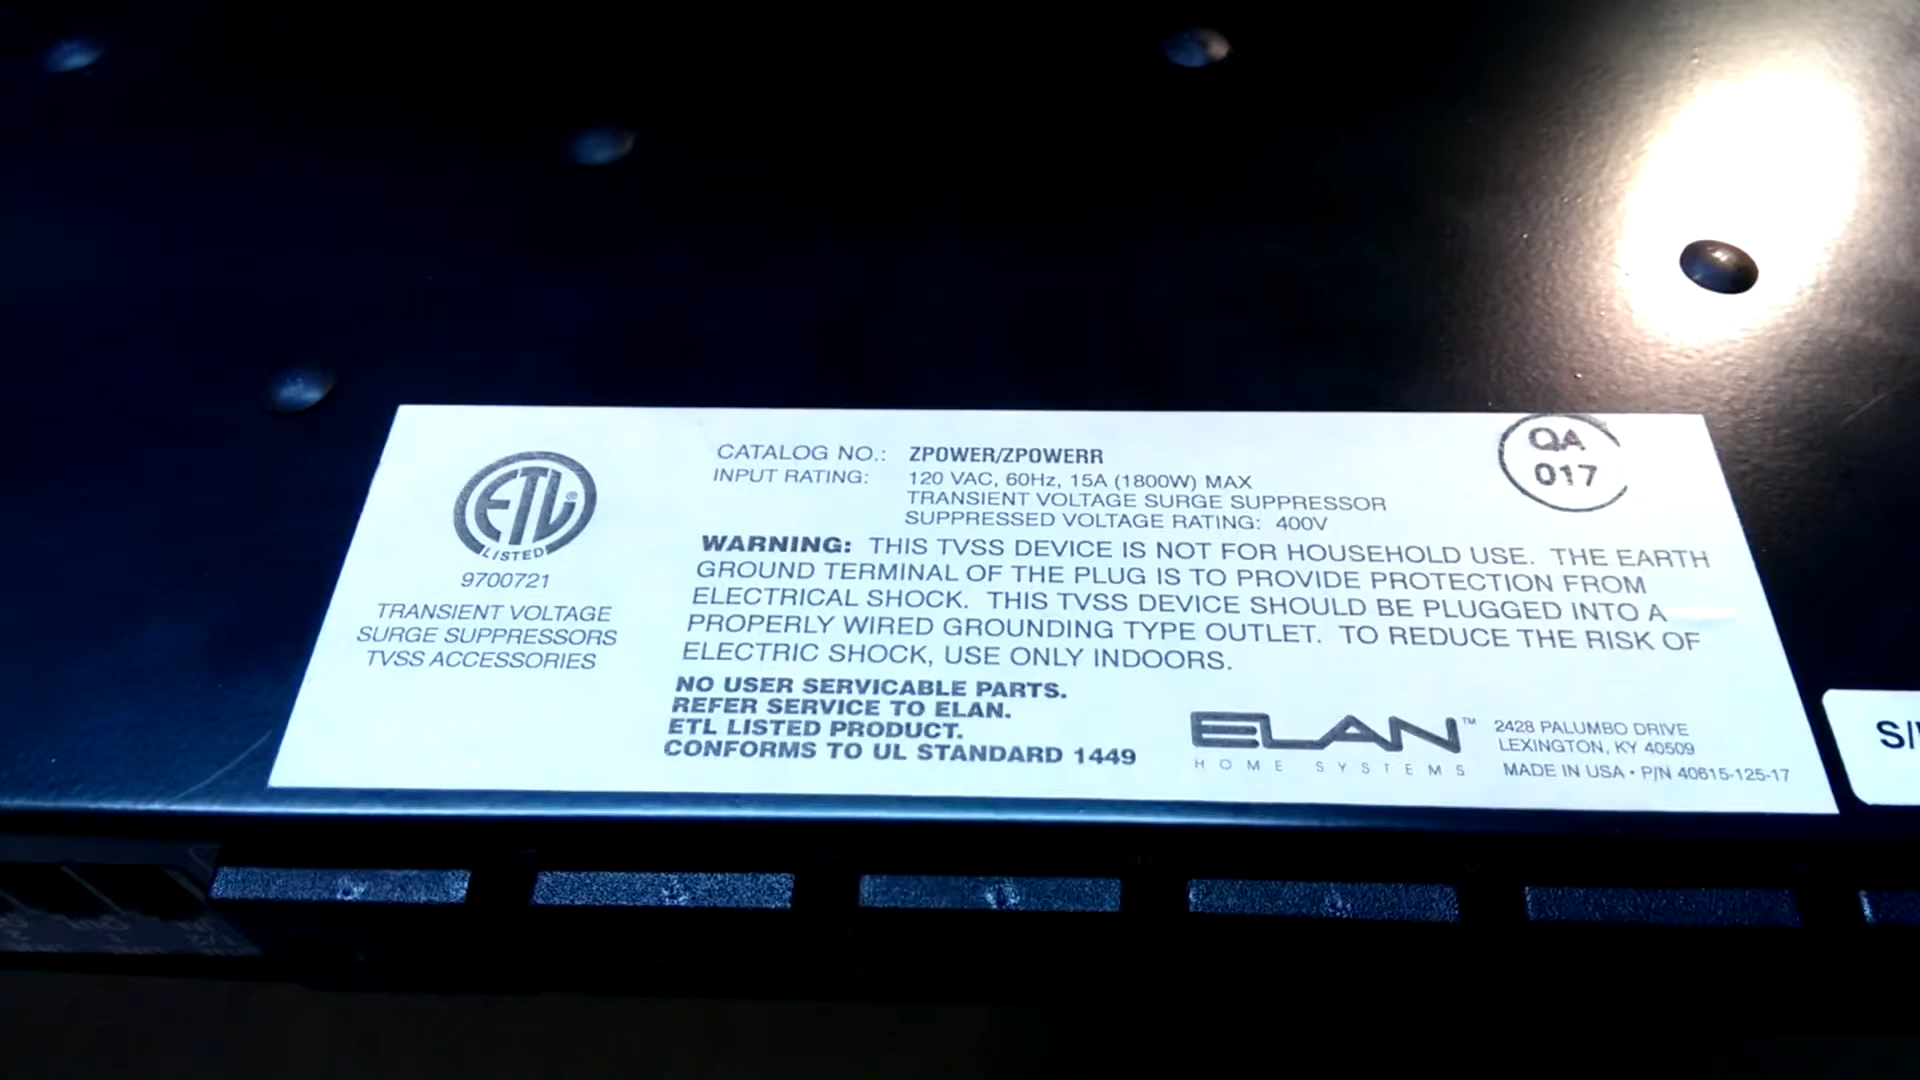 QA
017
CATALOG NO.: ZPOWER/ZPOWERR
INPUT RATING: 120 VAC, 60Hz, 15A (1800W) MAX
TRANSIENT VOLTAGE SURGE SUPPRESSOR
SUPPRESSED VOLTAGE RATING: 400V
ETL®
LISTED
9700721
TRANSIENT VOLTAGE
SURGE SUPPRESSORS
TVSS ACCESSORIES
WARNING: THIS TVSS DEVICE IS NOT FOR HOUSEHOLD USE. THE EARTH
GROUND TERMINAL OF THE PLUG IS TO PROVIDE PROTECTION FROM
ELECTRICAL SHOCK. THIS TVSS DEVICE SHOULD BE PLUGGED INTO A
PROPERLY WIRED GROUNDING TYPE OUTLET. TO REDUCE THE RISK OF
ELECTRIC SHOCK, USE ONLY INDOORS.
NO USER SERVICABLE PARTS.
REFER SERVICE TO ELAN.
ETL LISTED PRODUCT.
CONFORMS TO UL STANDARD 1449
ELAN™
HOME SYSTEMS
2428 PALUMBO DRIVE
LEXINGTON, KY 40509
MADE IN USA • P/N 40615-125-17